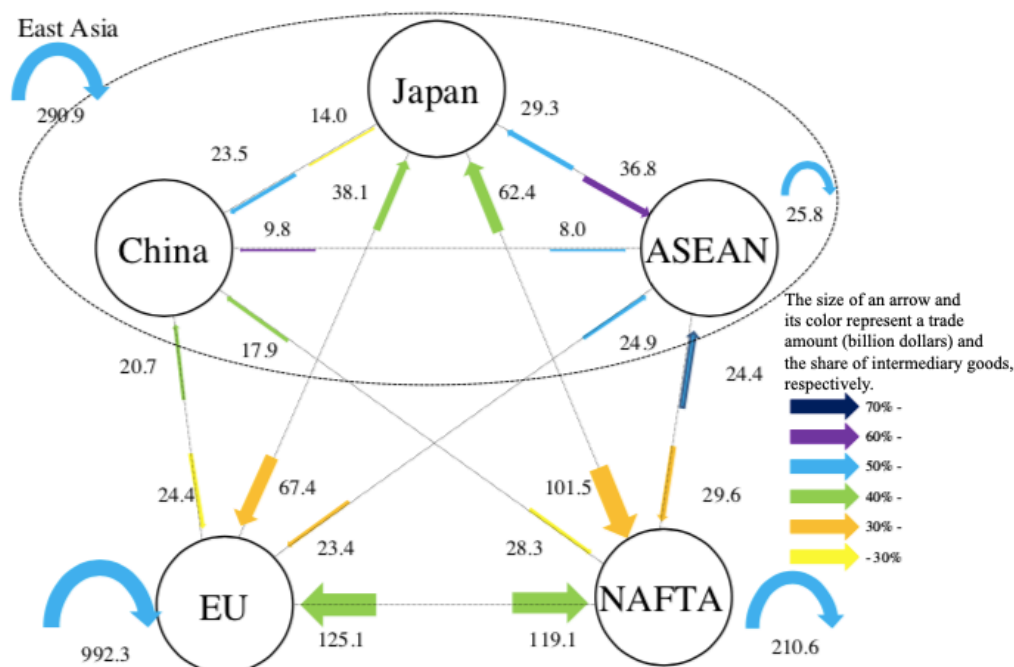 East Asia
290.9
Japan
14.0
29.3
23.5
36.8
38.1
62.4
25.8
China
9.8
8.0
ASEAN
The size of an arrow and
its color represent a trade
amount (billion dollars) and
the share of intermediary goods,
respectively.
20.7
17.9
24.9
24.4
70% -
60% -
50% -
40% -
30% -
-30%
24.4
67.4
101.5
29.6
23.4
28.3
EU
NAFTA
125.1
119.1
992.3
210.6